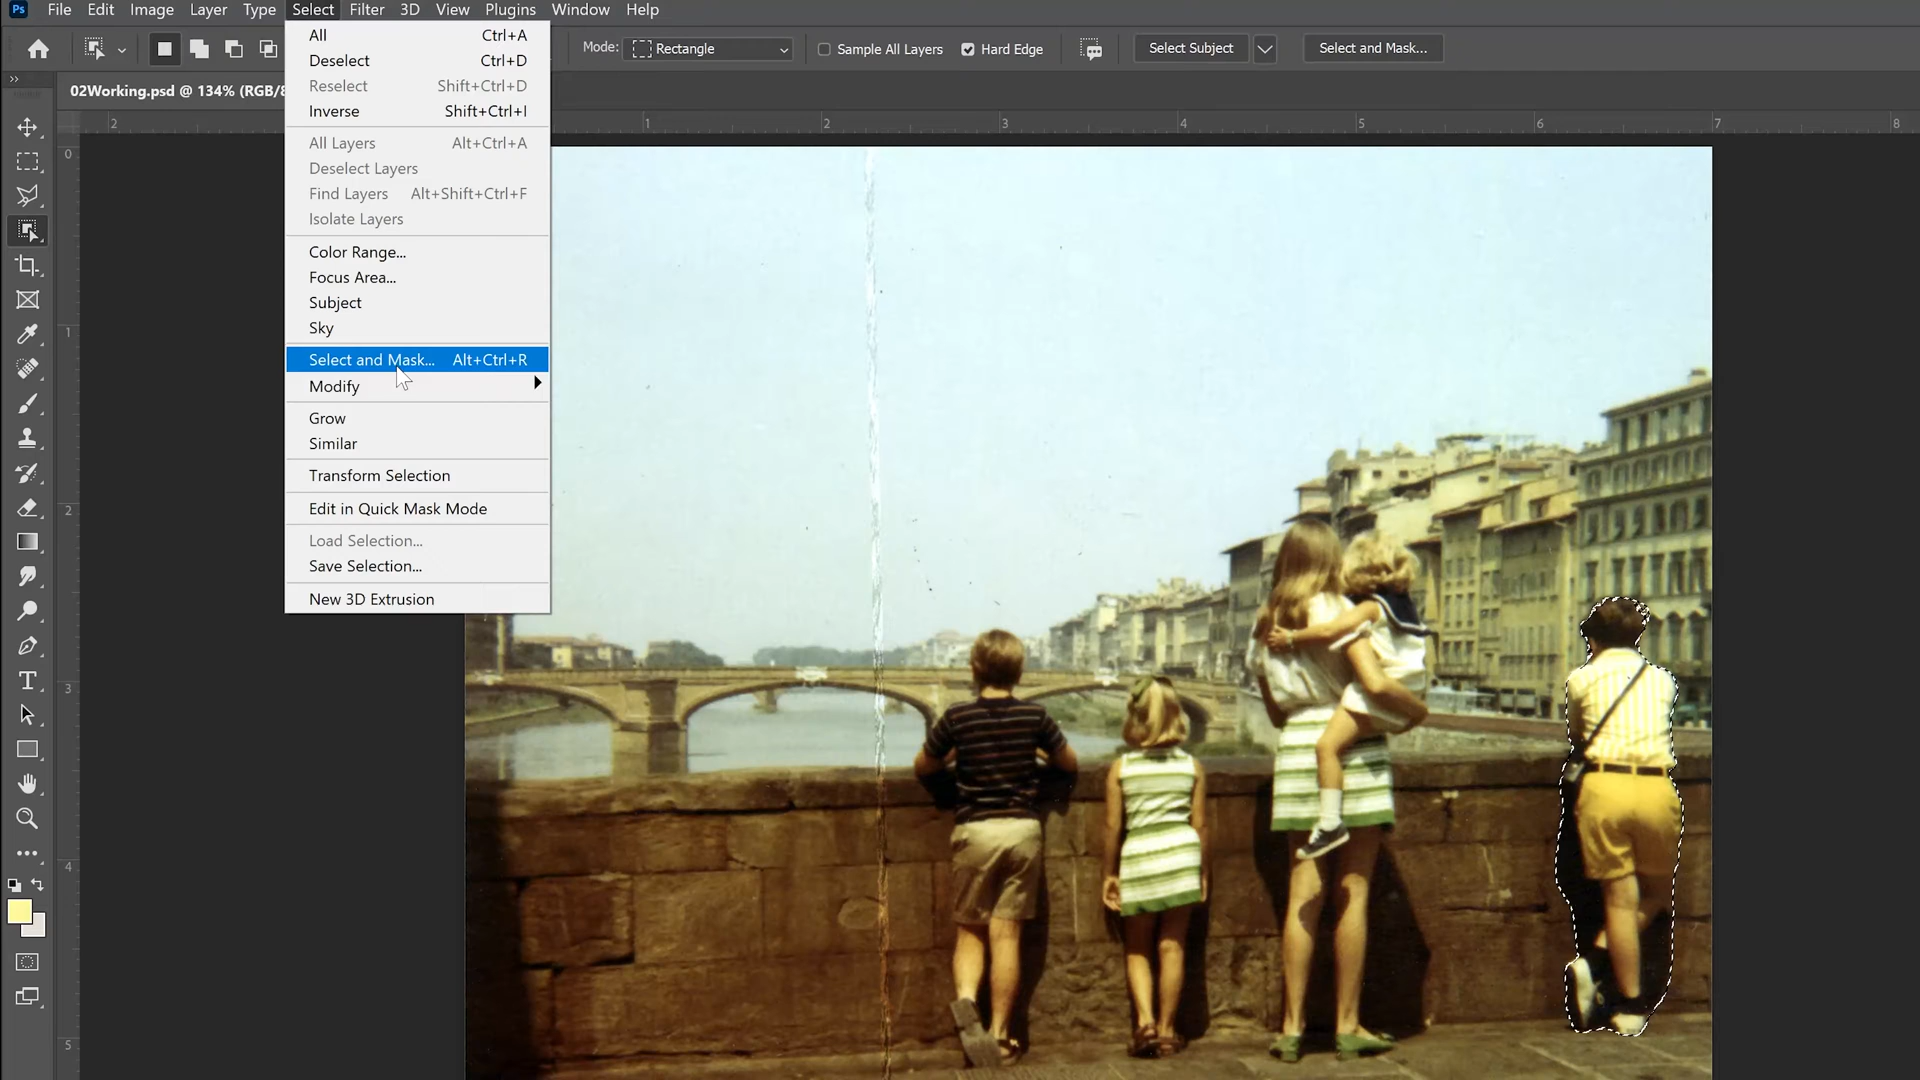 Ps File Edit Image Layer Type Select Filter 3D View Plugins Window Help
Mode: Rectangle Sample All Layers Hard Edge Select Subject Select and Mask...
02Working.psd @ 134% (RGB/8
2 1 2 3 4 5 6 7 8
All Ctrl+A
Deselect Ctrl+D
Reselect Shift+Ctrl+D
Inverse Shift+Ctrl+I
All Layers Alt+Ctrl+A
Deselect Layers
Find Layers Alt+Shift+Ctrl+F
Isolate Layers
Color Range...
Focus Area...
Subject
Sky
Select and Mask... Alt+Ctrl+R
Modify
Grow
Similar
Transform Selection
Edit in Quick Mask Mode
Load Selection...
Save Selection...
New 3D Extrusion
0
1
2
3
4
5